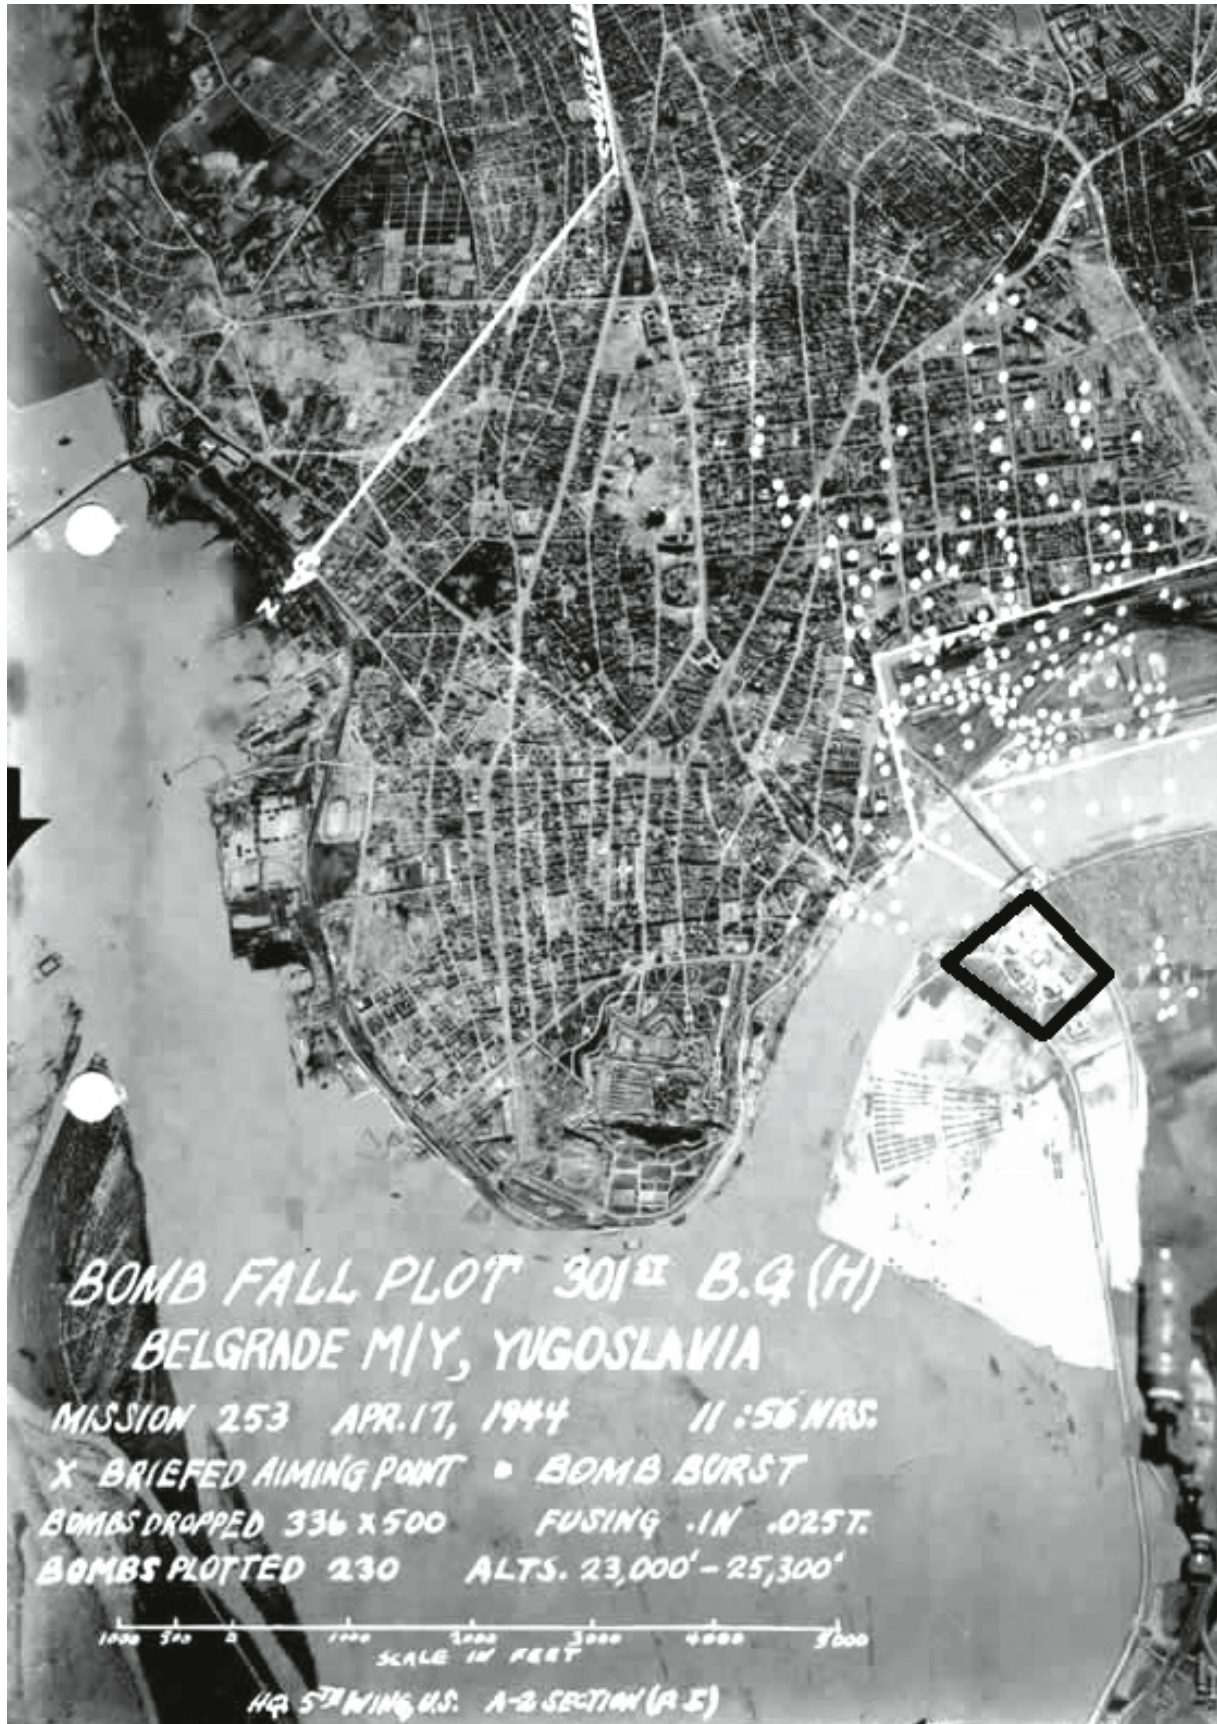 N
BOMB FALL PLOT 301ST B.G (H)
BELGRADE M/Y, YUGOSLAVIA
MISSION 253 APR. 17, 1944 11:56 HRS.
X BRIEFED AIMING POINT • BOMB BURST
BOMBS DROPPED 336 X 500 FUSING .1N .025T.
BOMBS PLOTTED 230 ALTS. 23,000' - 25,300'
1000 500 0 1000 2000 3000 4000 5000
SCALE IN FEET
HQ 5TH WING, U.S. A-2 SECTION (P.I)